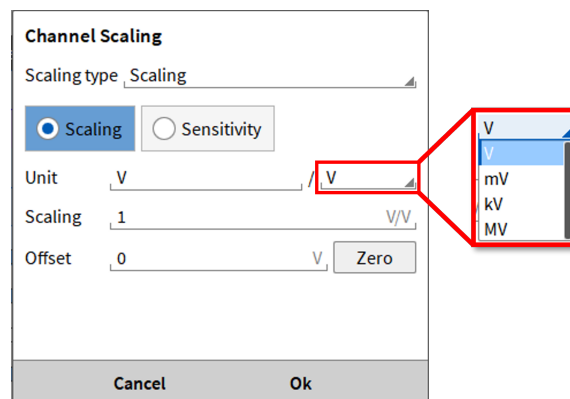 Channel Scaling
Scaling type Scaling
Scaling Sensitivity
Unit V / V
Scaling 1 V/V
Offset 0 V Zero
Cancel Ok
V
V
mV
kV
MV